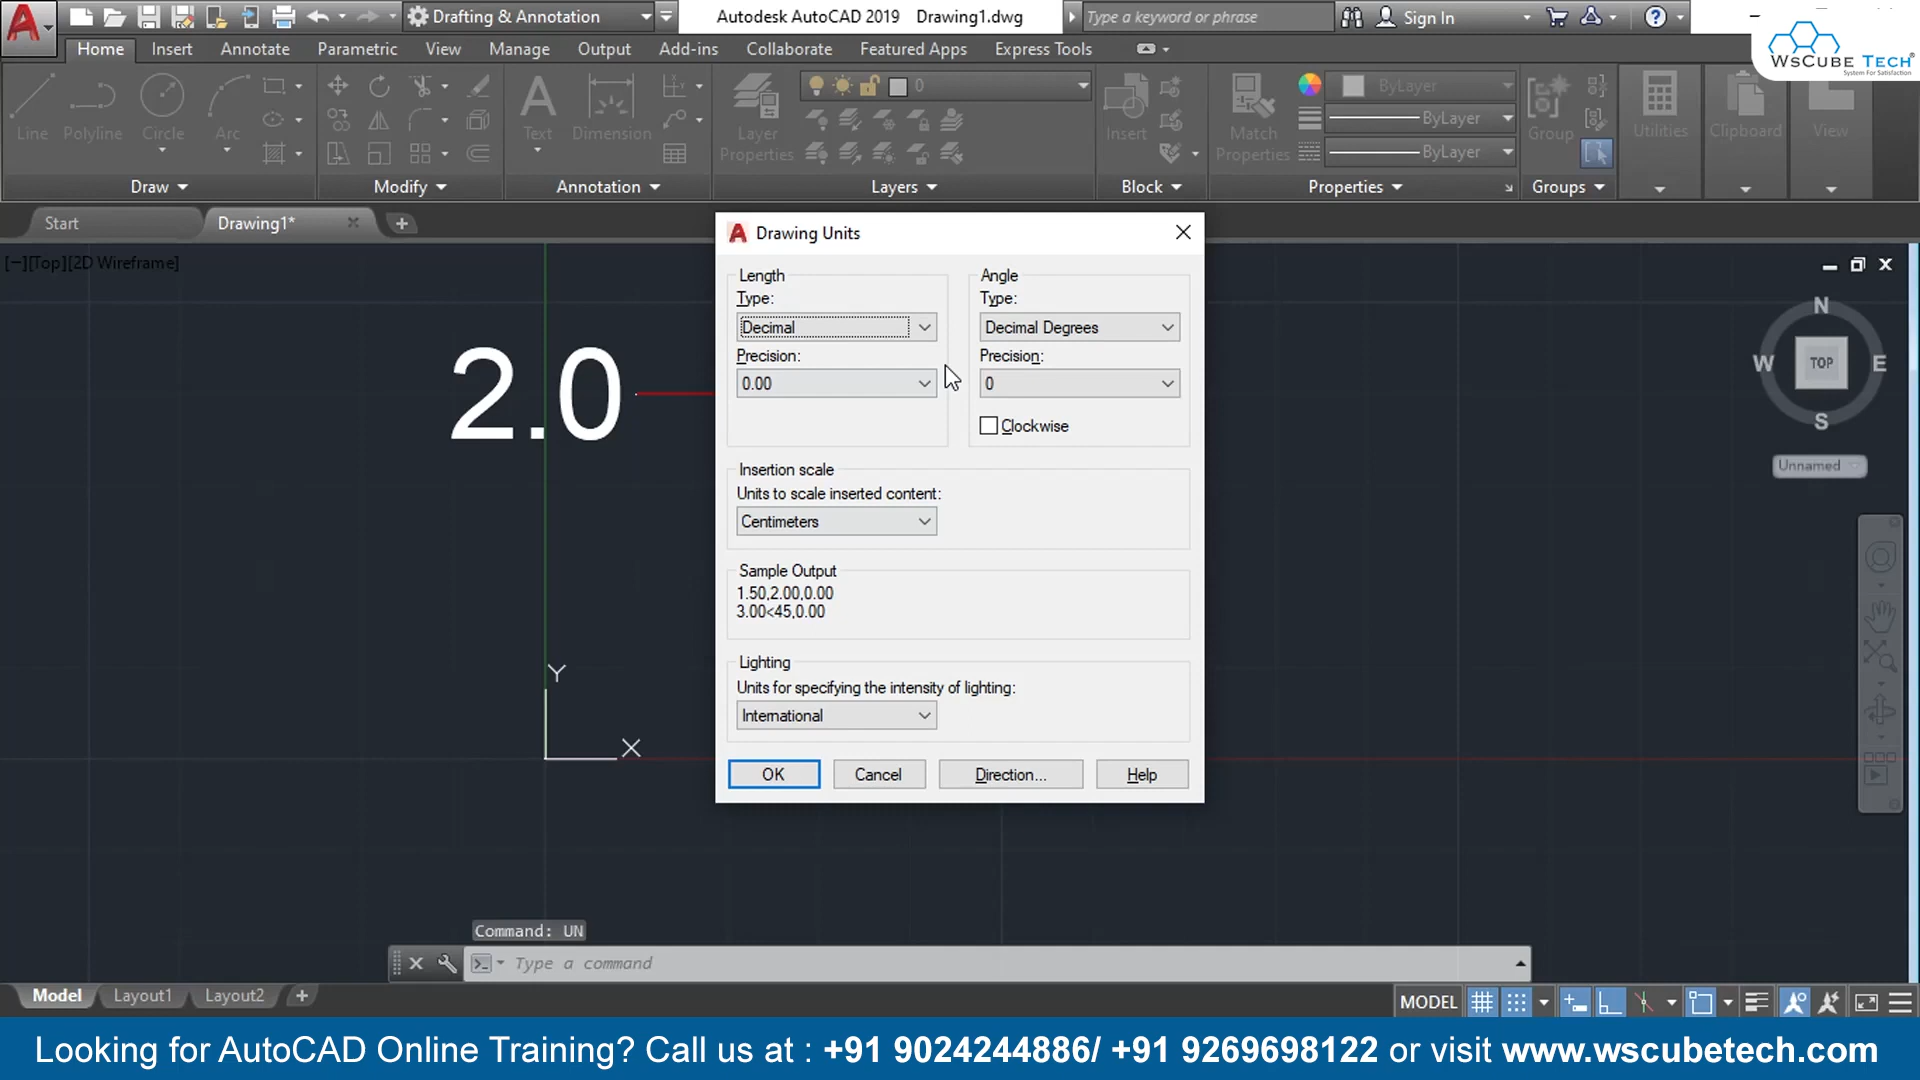 Drafting & Annotation
Autodesk AutoCAD 2019 Drawing1.dwg
Type a keyword or phrase
Sign In
WsCube Tech
System For Satisfaction
Home Insert Annotate Parametric View Manage Output Add-ins Collaborate Featured Apps Express Tools
0
ByLayer
Line Polyline Circle Arc
Text Dimension
Layer
Properties
Insert
Match
Properties
ByLayer
ByLayer
Group
Utilities Clipboard View
Draw Modify Annotation Layers Block Properties Groups
Start Drawing1*
[−][Top][2D Wireframe]
Drawing Units
Length
Type:
Decimal
Precision:
0.00
Angle
Type:
Decimal Degrees
Precision:
0
Clockwise
Insertion scale
Units to scale inserted content:
Centimeters
Sample Output
1.50,2.00,0.00
3.00<45,0.00
Lighting
Units for specifying the intensity of lighting:
International
OK Cancel Direction... Help
2.0
Y
X
N
W TOP E
S
Unnamed
Command: UN
Type a command
Model Layout1 Layout2
MODEL
Looking for AutoCAD Online Training? Call us at : +91 9024244886/ +91 9269698122 or visit www.wscubetech.com